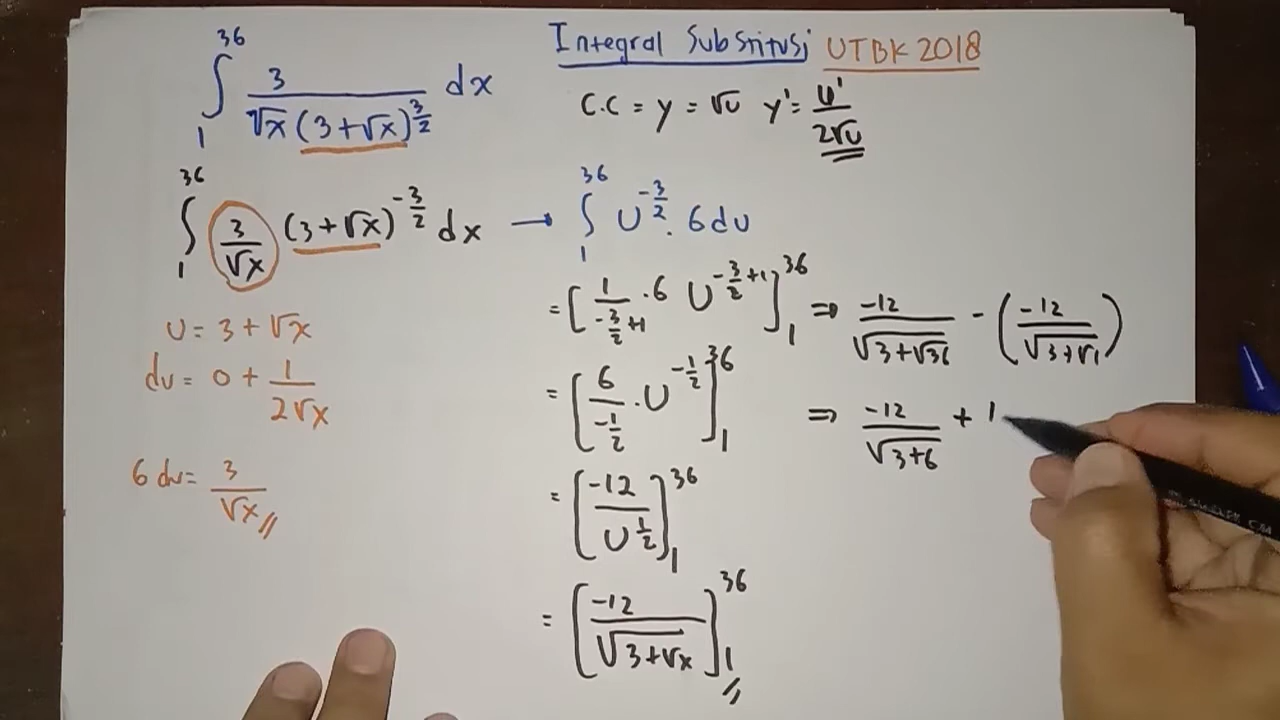 Integral Substitusi UTBK 2018
∫₁³⁶ 3/(√x(3+√x)^(3/2)) dx
C.C = y = √u y' = u'/(2√u)
∫₁³⁶ 3/√x (3+√x)^(-3/2) dx → ∫₁³⁶ U^(-3/2) . 6du
U = 3 + √x
du = 0 + 1/(2√x)
6 du = 3/√x //
= [1/(-3/2+1) . 6 U^(-3/2+1)]₁³⁶
= [6/(-1/2) . U^(-1/2)]₁³⁶
= [-12/U^(1/2)]₁³⁶
= [-12/√(3+√x)]₁³⁶ //
⇒ -12/√(3+√36) - (-12/√(3+√1))
⇒ -12/√(3+6) + 1